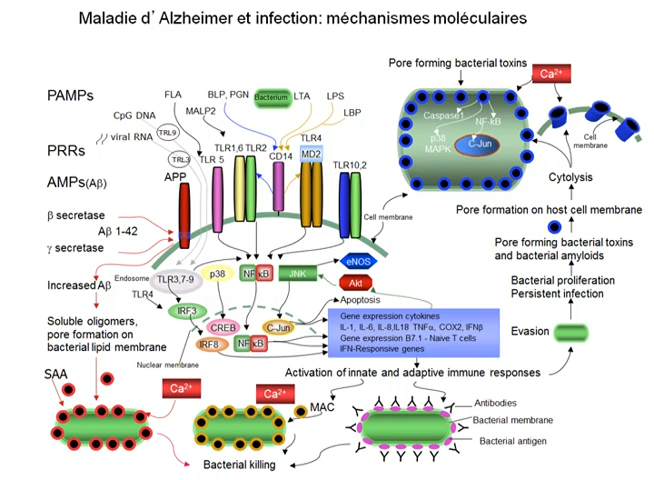 Maladie d' Alzheimer et infection: méchanismes moléculaires
Pore forming bacterial toxins
Ca2+
PAMPs
FLA
BLP, PGN
Bacterium
LTA
LPS
LBP
MALP2
CpG DNA
TRL9
viral RNA
TRL3
PRRs
AMPs(Aβ)
APP
TLR 5
TLR1,6 TLR2
CD14
TLR4
MD2
TLR10,2
Caspase1
NF-kB
p38
MAPK
C-Jun
Cell
membrane
Cytolysis
Cell membrane
Pore formation on host cell membrane
Pore forming bacterial toxins
and bacterial amyloids
Bacterial proliferation
Persistent infection
Evasion
β secretase
Aβ 1-42
γ secretase
Increased Aβ
Endosome
TLR3,7-9
TLR4
p38
NF κB
JNK
eNOS
Akt
Apoptosis
IRF3
CREB
C-Jun
IRF8
NF κB
Nuclear membrane
Gene expression cytokines
IL-1, IL-6, IL-8,IL18 TNFα, COX2, IFNβ
Gene expression B7.1 - Naive T cells
IFN-Responsive genes
Soluble oligomers,
pore formation on
bacterial lipid membrane
Activation of innate and adaptive immune responses
SAA
Ca2+
Ca2+
MAC
Antibodies
Bacterial membrane
Bacterial antigen
Bacterial killing